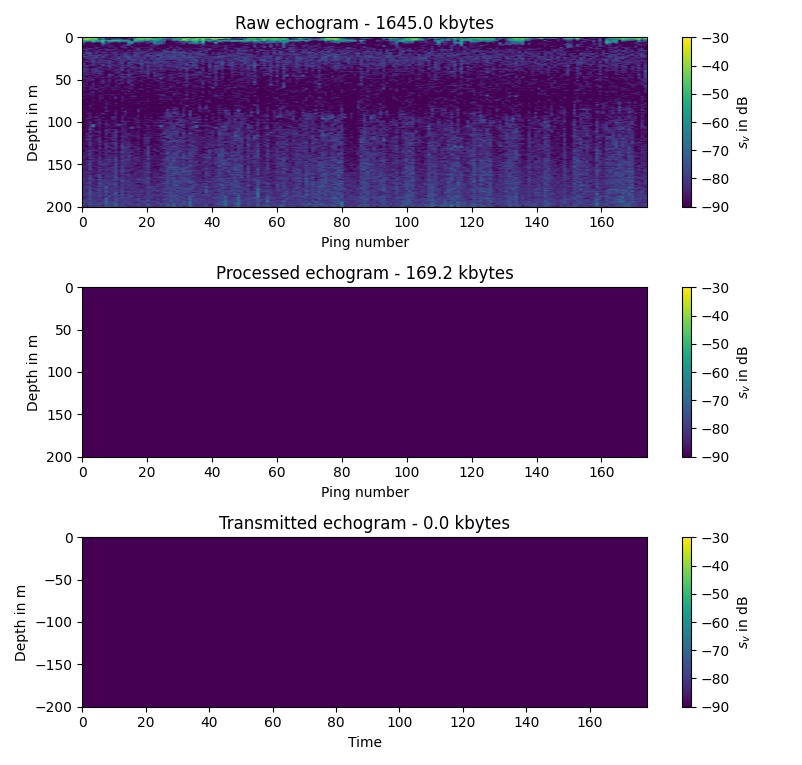 Raw echogram - 1645.0 kbytes
0
50
100
150
200
Depth in m
0 20 40 60 80 100 120 140 160
Ping number
−30
−40
−50
−60
−70
−80
−90
s_v in dB
Processed echogram - 169.2 kbytes
0
50
100
150
200
Depth in m
0 20 40 60 80 100 120 140 160
Ping number
−30
−40
−50
−60
−70
−80
−90
s_v in dB
Transmitted echogram - 0.0 kbytes
0
−50
−100
−150
−200
Depth in m
0 20 40 60 80 100 120 140 160
Time
−30
−40
−50
−60
−70
−80
−90
s_v in dB